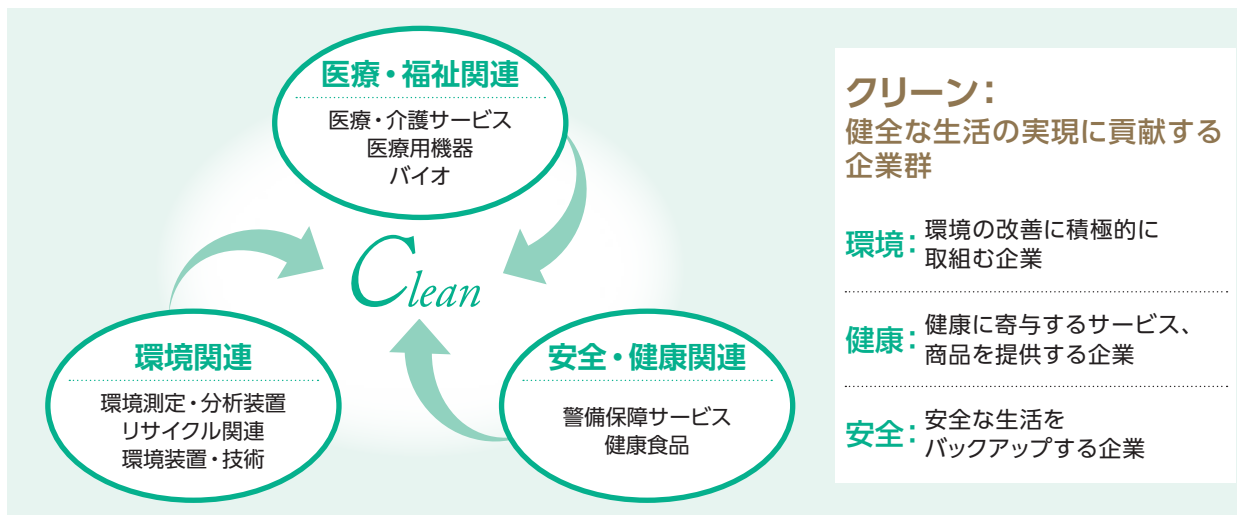 医療・福祉関連
医療・介護サービス
医療用機器
バイオ
Clean
環境関連
環境測定・分析装置
リサイクル関連
環境装置・技術
安全・健康関連
警備保障サービス
健康食品
クリーン：
健全な生活の実現に貢献する
企業群
環境：環境の改善に積極的に
取組む企業
健康：健康に寄与するサービス、
商品を提供する企業
安全：安全な生活を
バックアップする企業